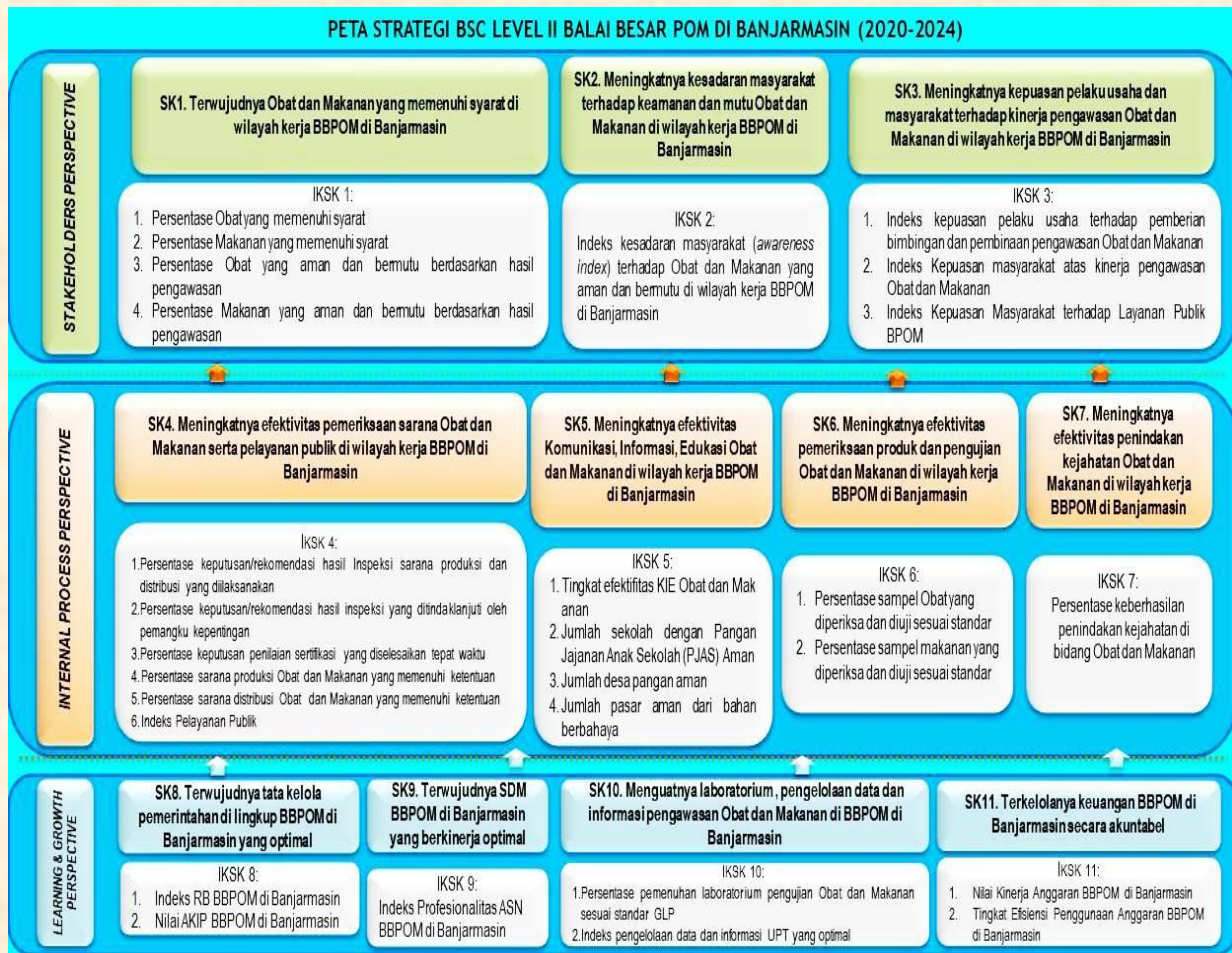 PETA STRATEGI BSC LEVEL II BALAI BESAR POM DI BANJARMASIN (2020-2024)
STAKEHOLDERS PERSPECTIVE
SK1. Terwujudnya Obat dan Makanan yang memenuhi syarat di
wilayah kerja BBPOM di Banjarmasin
IKSK 1:
1. Persentase Obat yang memenuhi syarat
2. Persentase Makanan yang memenuhi syarat
3. Persentase Obat yang aman dan bermutu berdasarkan hasil
pengawasan
4. Persentase Makanan yang aman dan bermutu berdasarkan hasil
pengawasan
SK2. Meningkatnya kesadaran masyarakat
terhadap keamanan dan mutu Obat dan
Makanan di wilayah kerja BBPOM di
Banjarmasin
IKSK 2:
Indeks kesadaran masyarakat (awareness
index) terhadap Obat dan Makanan yang
aman dan bermutu di wilayah kerja BBPOM
di Banjarmasin
SK3. Meningkatnya kepuasan pelaku usaha dan
masyarakat terhadap kinerja pengawasan Obat dan
Makanan di wilayah kerja BBPOM di Banjarmasin
IKSK 3:
1. Indeks kepuasan pelaku usaha terhadap pemberian
bimbingan dan pembinaan pengawasan Obat dan Makanan
2. Indeks Kepuasan masyarakat atas kinerja pengawasan
Obat dan Makanan
3. Indeks Kepuasan Masyarakat terhadap Layanan Publik
BPOM
INTERNAL PROCESS PERSPECTIVE
SK4. Meningkatnya efektivitas pemeriksaan sarana Obat dan
Makanan serta pelayanan publik di wilayah kerja BBPOM di
Banjarmasin
IKSK 4:
1.Persentase keputusan/rekomendasi hasil Inspeksi sarana produksi dan
distribusi yang diilaksanakan
2.Persentase keputusan/rekomendasi hasil inspeksi yang ditindaklanjuti oleh
pemangku kepentingan
3.Persentase keputusan penilaian sertifikasi yang diselesaikan tepat waktu
4.Persentase sarana produksi Obat dan Makanan yang memenuhi ketentuan
5.Persentase sarana distribusi Obat dan Makanan yang memenuhi ketentuan
6.Indeks Pelayanan Publik
SK5. Meningkatnya efektivitas
Komunikasi, Informasi, Edukasi Obat
dan Makanan di wilayah kerja BBPOM
di Banjarmasin
IKSK 5:
1. Tingkat efektifitas KIE Obat dan Mak
anan
2. Jumlah sekolah dengan Pangan
Jajanan Anak Sekolah (PJAS) Aman
3. Jumlah desa pangan aman
4. Jumlah pasar aman dari bahan
berbahaya
SK6. Meningkatnya efektivitas
pemeriksaan produk dan pengujian
Obat dan Makanan di wilayah kerja
BBPOM di Banjarmasin
IKSK 6
1. Persentase sampel Obat yang
diperiksa dan diuji sesuai standar
2. Persentase sampel makanan yang
diperiksa dan diuji sesuai standar
SK7. Meningkatnya
efektivitas penindakan
kejahatan Obat dan
Makanan di wilayah kerja
BBPOM di Banjarmasin
IKSK 7
Persentase keberhasilan
penindakan kejahatan di
bidang Obat dan Makanan
LEARNING & GROWTH
PERSPECTIVE
SK8. Terwujudnya tata kelola
pemerintahan di lingkup BBPOM di
Banjarmasin yang optimal
IKSK 8:
1. Indeks RB BBPOM di Banjarmasin
2. Nilai AKIP BBPOM di Banjarmasin
SK9. Terwujudnya SDM
BBPOM di Banjarmasin
yang berkinerja optimal
IKSK 9:
Indeks Profesionalitas ASN
BBPOM di Banjarmasin
SK10. Menguatnya laboratorium, pengelolaan data dan
informasi pengawasan Obat dan Makanan di BBPOM di
Banjarmasin
IKSK 10:
1.Persentase pemenuhan laboratorium pengujian Obat dan Makanan
sesuai standar GLP
2.Indeks pengelolaan data dan informasi UPT yang optimal
SK11. Terkelolanya keuangan BBPOM di
Banjarmasin secara akuntabel
IKSK 11:
1. Nilai Kinerja Anggaran BBPOM di Banjarmasin
2. Tingkat Efisiensi Penggunaan Anggaran BBPOM
di Banjarmasin